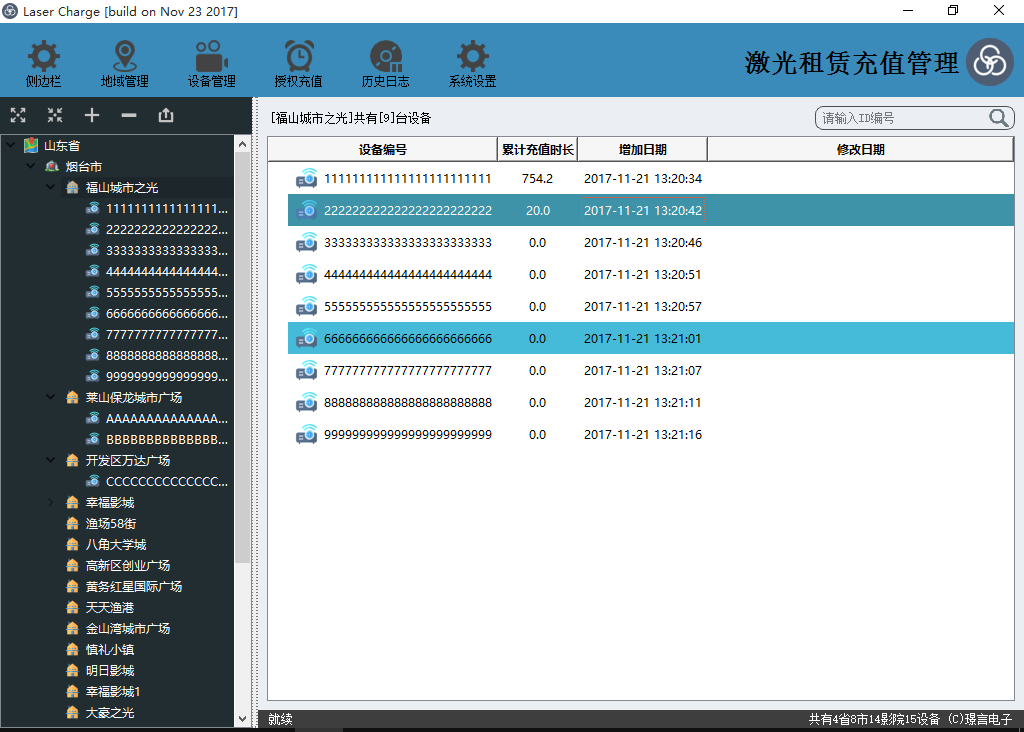 Laser Charge [build on Nov 23 2017]
侧边栏 地域管理 设备管理 授权充值 历史日志 系统设置
激光租赁充值管理
[福山城市之光]共有[9]台设备
请输入ID编号
山东省
烟台市
福山城市之光
1111111111111111...
2222222222222222...
3333333333333333...
4444444444444444...
5555555555555555...
6666666666666666...
7777777777777777...
8888888888888888...
9999999999999999...
莱山保龙城市广场
AAAAAAAAAAAAAA...
BBBBBBBBBBBBBB...
开发区万达广场
CCCCCCCCCCCCCC...
幸福影城
渔场58街
八角大学城
高新区创业广场
黄务红星国际广场
天天渔港
金山湾城市广场
慎礼小镇
明日影城
幸福影城1
大豪之光
设备编号 累计充值时长 增加日期 修改日期
111111111111111111111111 754.2 2017-11-21 13:20:34
222222222222222222222222 20.0 2017-11-21 13:20:42
333333333333333333333333 0.0 2017-11-21 13:20:46
444444444444444444444444 0.0 2017-11-21 13:20:51
555555555555555555555555 0.0 2017-11-21 13:20:57
666666666666666666666666 0.0 2017-11-21 13:21:01
777777777777777777777777 0.0 2017-11-21 13:21:07
888888888888888888888888 0.0 2017-11-21 13:21:11
999999999999999999999999 0.0 2017-11-21 13:21:16
就续
共有4省8市14影院15设备 (C)璟言电子